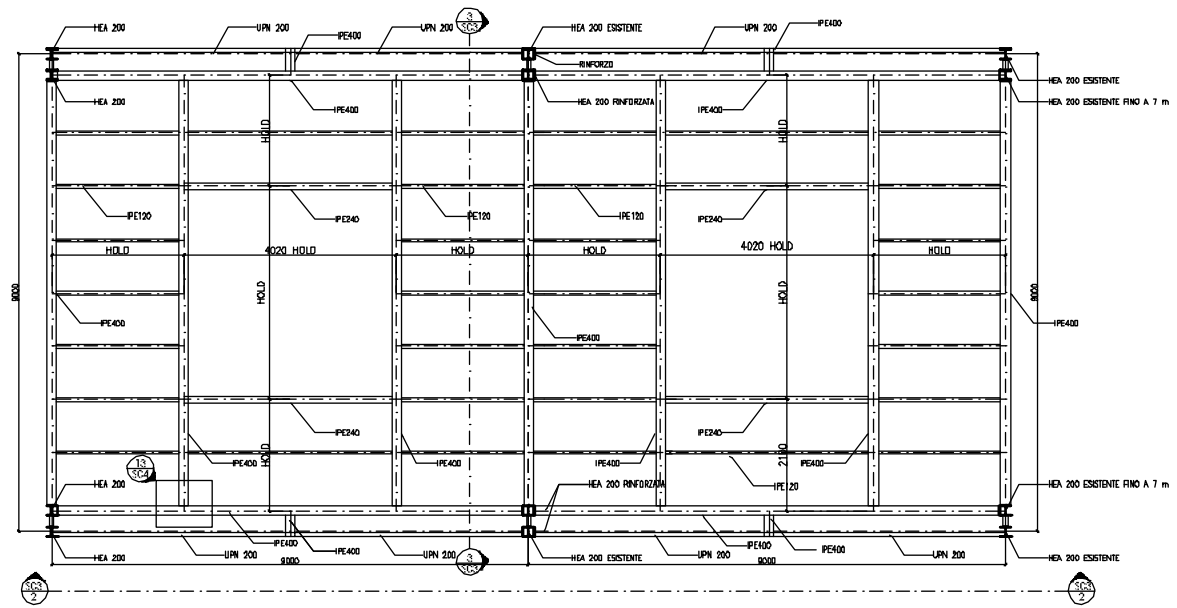 3
SC3
HEA 200
UPN 200
IPE400
UPN 200
HEA 200 ESISTENTE
UPN 200
IPE400
RINFORZO
HEA 200 ESISTENTE
HEA 200
IPE400
HEA 200 RINFORZATA
IPE400
HEA 200 ESISTENTE FINO A 7 m
HOLD
HOLD
IPE120
IPE240
IPE120
IPE120
IPE240
HOLD
4020 HOLD
HOLD
HOLD
4020 HOLD
HOLD
9000
HOLD
HOLD
9000
IPE400
IPE400
IPE400
IPE240
IPE240
13
SC4
IPE400
HOLD
IPE400
IPE400
2190
IPE400
HEA 200
HEA 200 RINFORZATA
IPE120
HEA 200 ESISTENTE FINO A 7 m
IPE400
IPE400
IPE400
IPE400
HEA 200
UPN 200
UPN 200
HEA 200 ESISTENTE
UPN 200
UPN 200
HEA 200 ESISTENTE
9000
3
SC3
9000
SC3
2
SC3
2